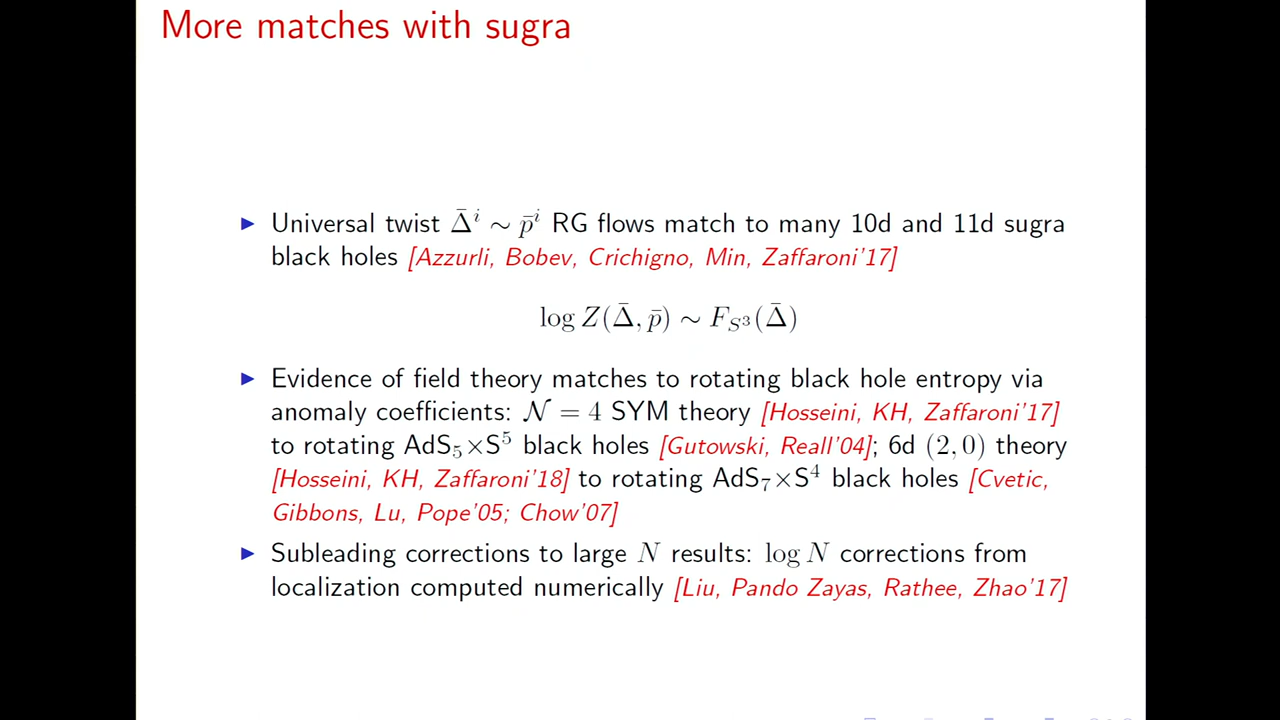 More matches with sugra
▶ Universal twist Δ̄ⁱ ∼ p̄ⁱ RG flows match to many 10d and 11d sugra
black holes [Azzurli, Bobev, Crichigno, Min, Zaffaroni'17]
log Z(Δ̄, p̄) ∼ F_{S³}(Δ̄)
▶ Evidence of field theory matches to rotating black hole entropy via
anomaly coefficients: 𝒩 = 4 SYM theory [Hosseini, KH, Zaffaroni'17]
to rotating AdS₅×S⁵ black holes [Gutowski, Reall'04]; 6d (2, 0) theory
[Hosseini, KH, Zaffaroni'18] to rotating AdS₇×S⁴ black holes [Cvetic,
Gibbons, Lu, Pope'05; Chow'07]
▶ Subleading corrections to large N results: log N corrections from
localization computed numerically [Liu, Pando Zayas, Rathee, Zhao'17]